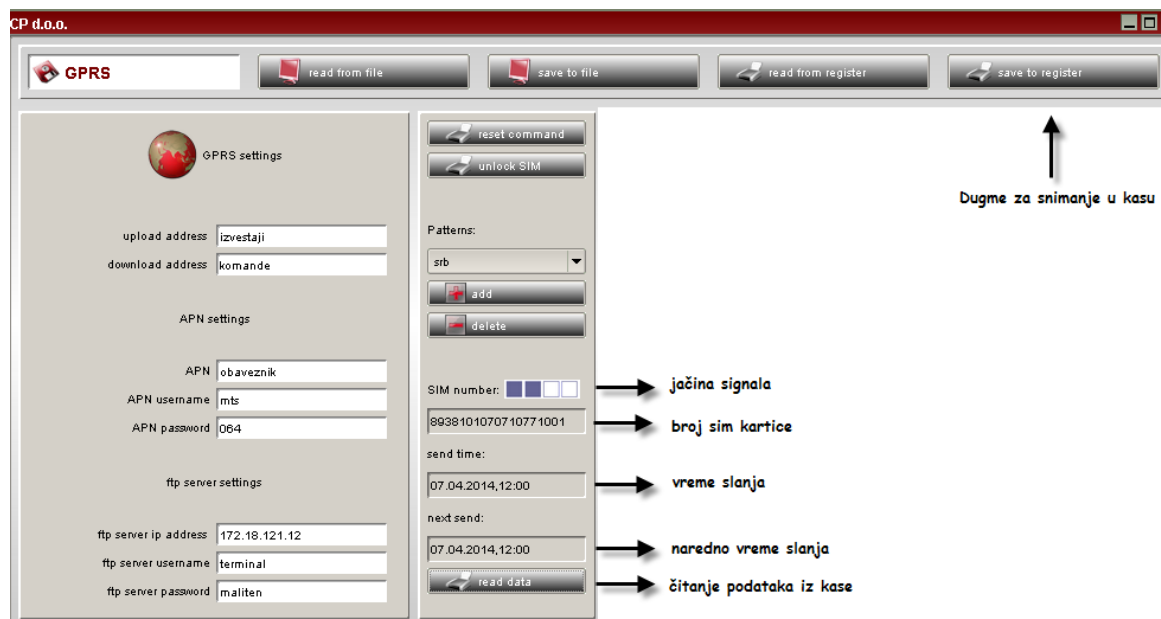 CP d.o.o.
GPRS
read from file
save to file
read from register
save to register
Dugme za snimanje u kasu
GPRS settings
upload address izvestaji
download address komande
APN settings
APN obaveznik
APN username mts
APN password 064
ftp server settings
ftp server ip address 172.18.121.12
ftp server username terminal
ftp server password maliten
reset command
unlock SIM
Patterns:
srb
add
delete
SIM number:
jačina signala
8938101070710771001
broj sim kartice
send time:
07.04.2014,12:00
vreme slanja
next send:
07.04.2014,12:00
naredno vreme slanja
read data
čitanje podataka iz kase